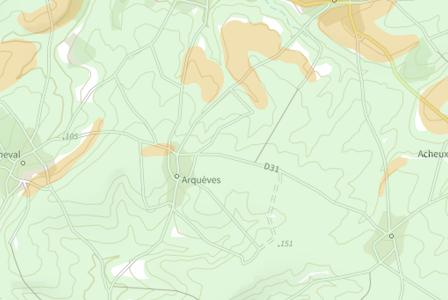 .105
neval
Acheux
D31
Arquèves
.151